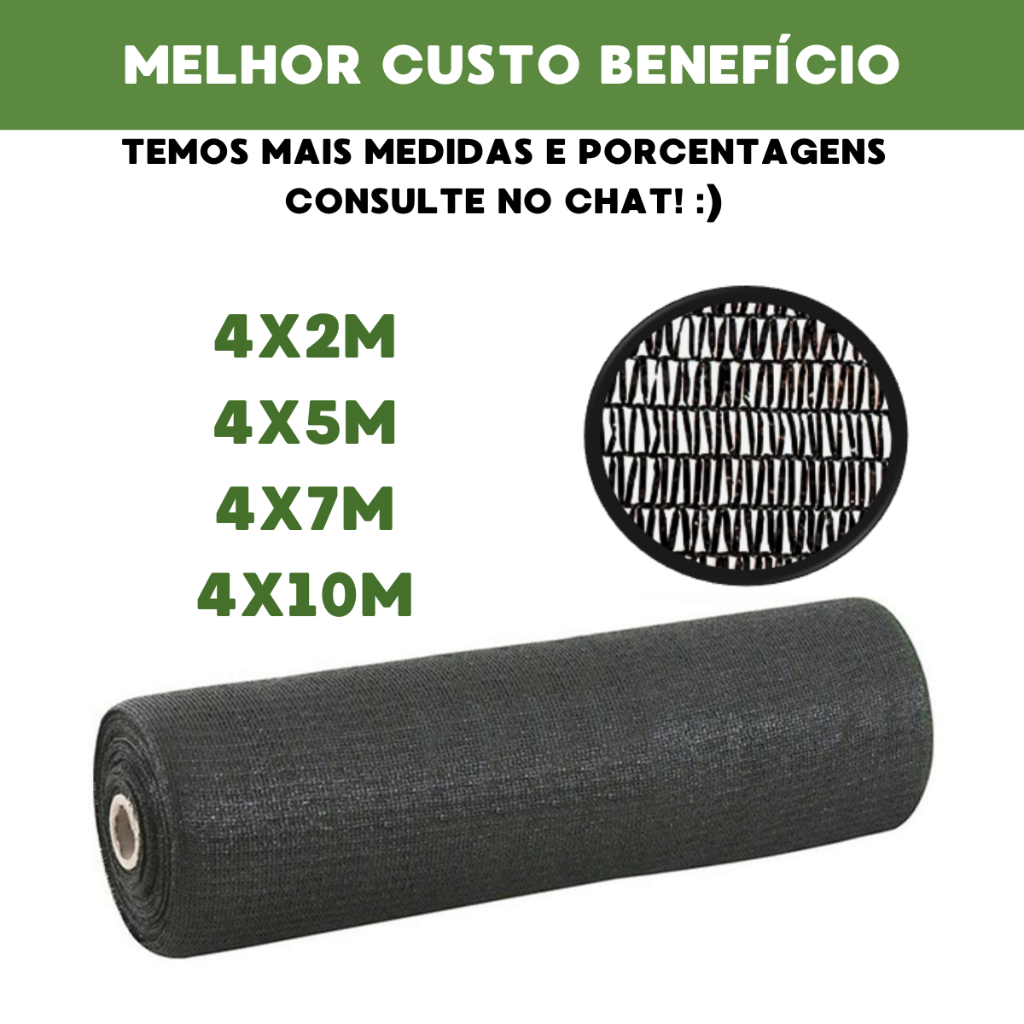 MELHOR CUSTO BENEFÍCIO
TEMOS MAIS MEDIDAS E PORCENTAGENS
CONSULTE NO CHAT! :)
4X2M
4X5M
4X7M
4X10M